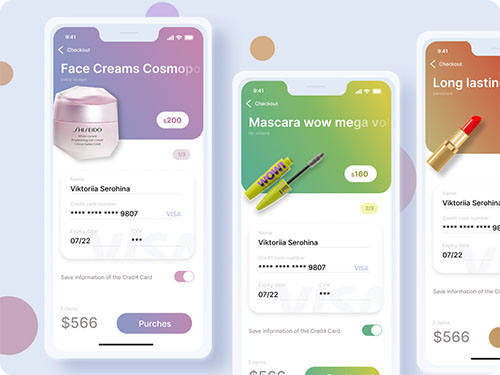 9:41
Checkout
Face Creams Cosmopo
every scope
$200
SHISEIDO
1/3
Name
Viktoriia Serohina
Credit cash number
•••• •••• •••• 9807
VISA
Expiry date
CVV
07/22
•••
VISA
Save information of the Credit Card
3 items
$566
Purches
9:41
Checkout
Mascara wow mega vo
for volume
WOW!
$160
2/3
Name
Viktoriia Serohina
Credit cash number
•••• •••• •••• 9807
VISA
Expiry date
CVV
07/22
•••
VISA
Save information of the Credit Card
3 items
$566
9:41
Checkout
Long lasting
Name
Viktoriia Serohina
Credit cash number
•••• •••• ••••
Expiry date
07/22
Save information of the
3 items
$566